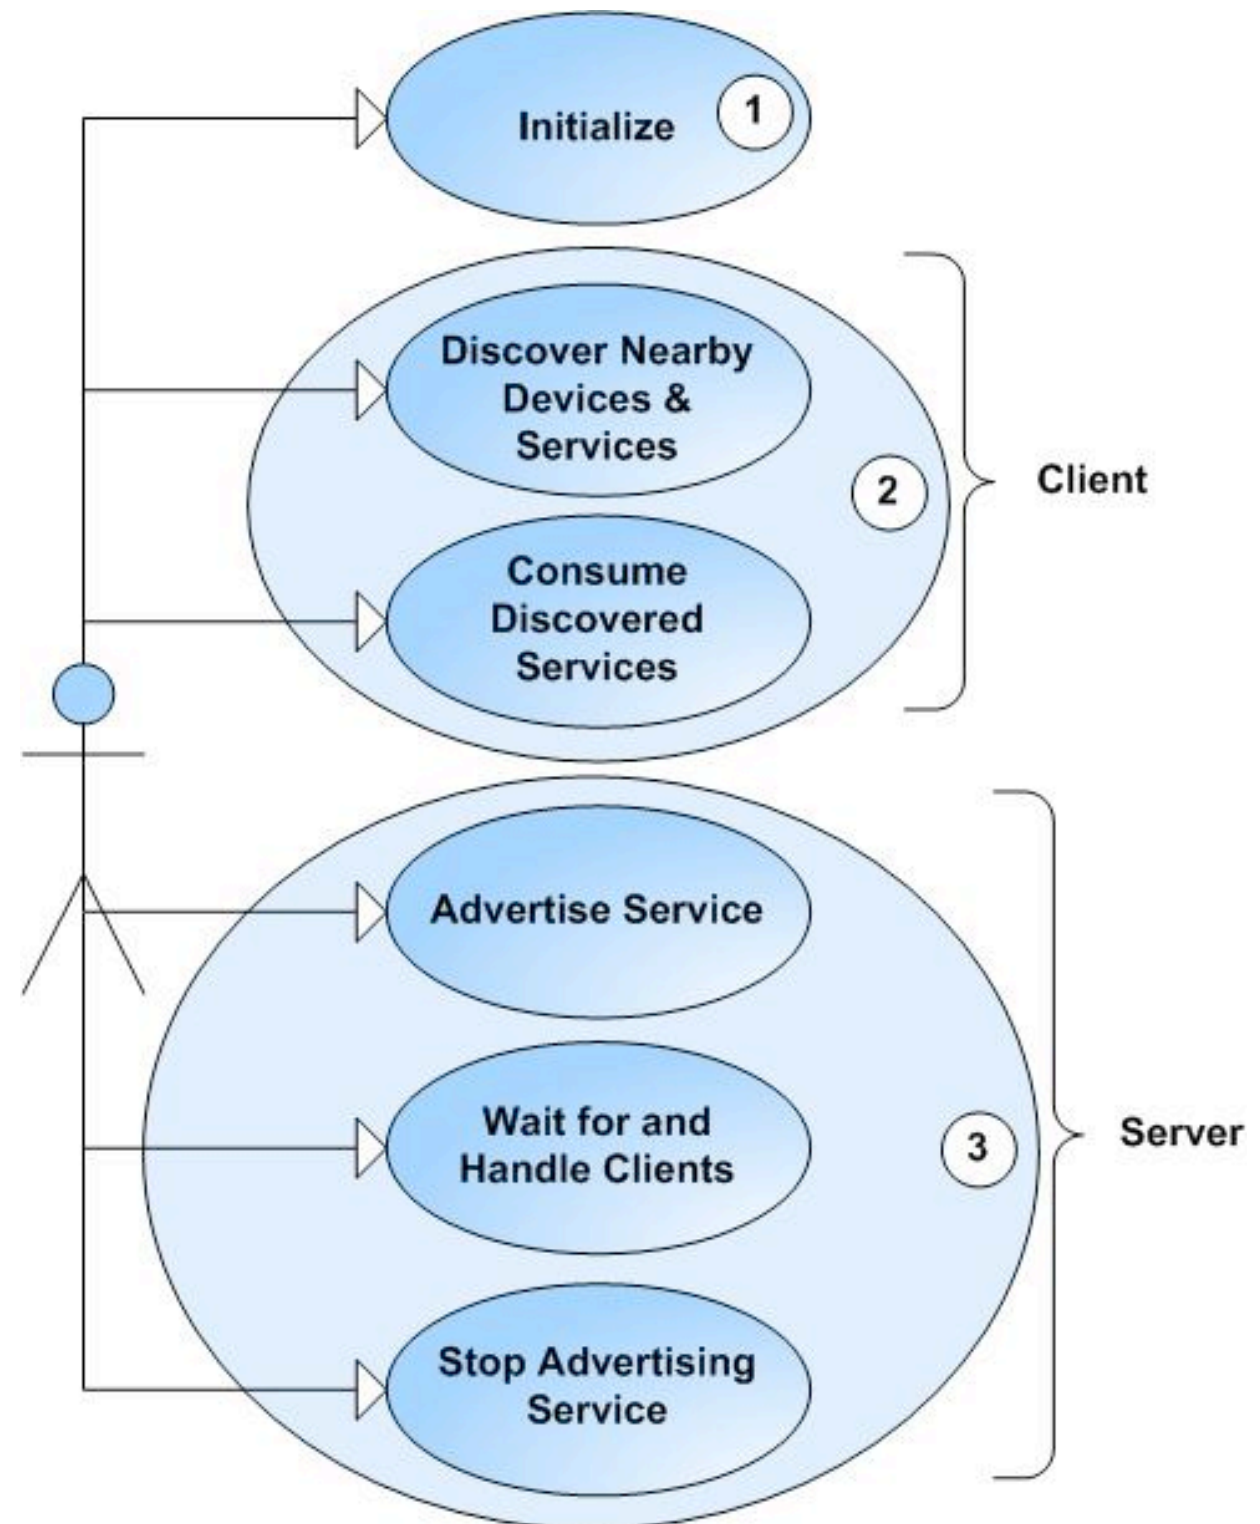 Initialize
1
Discover Nearby
Devices &
Services
2
Client
Consume
Discovered
Services
Advertise Service
Wait for and
Handle Clients
3
Server
Stop Advertising
Service